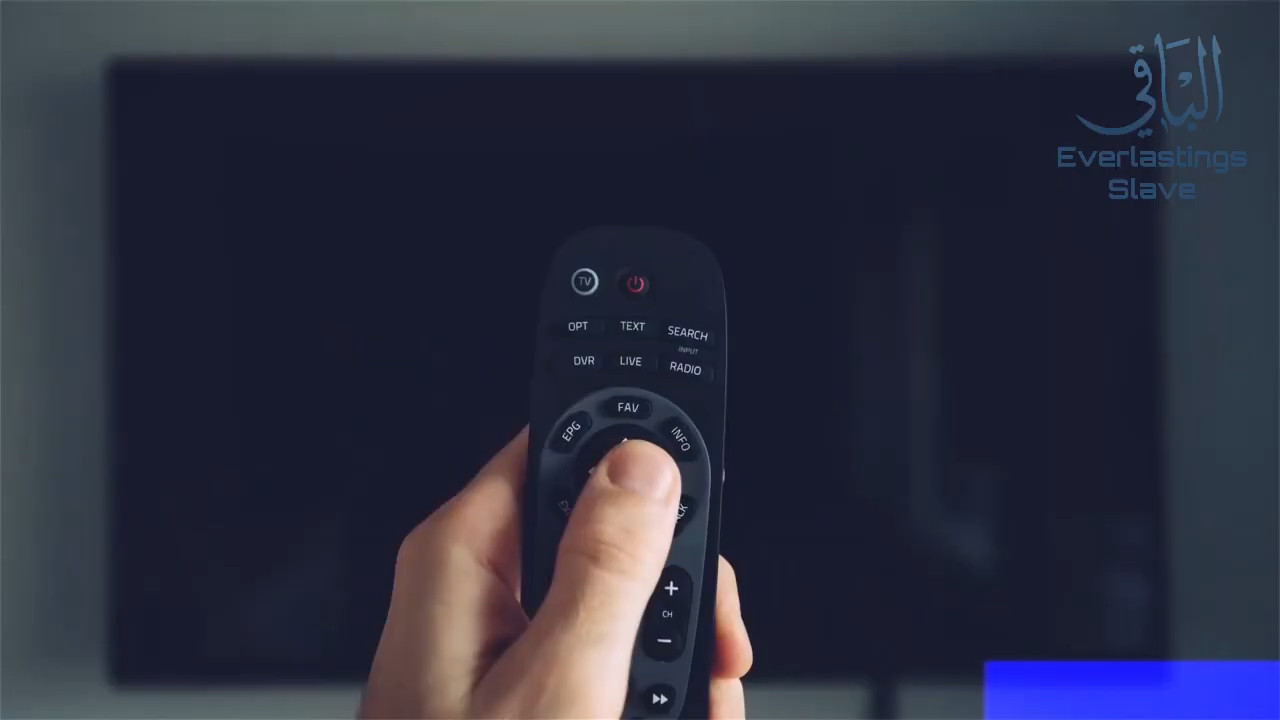 الباقي
Everlastings
Slave
TV
OPT TEXT SEARCH
INPUT
DVR LIVE RADIO
FAV
EPG INFO
CH